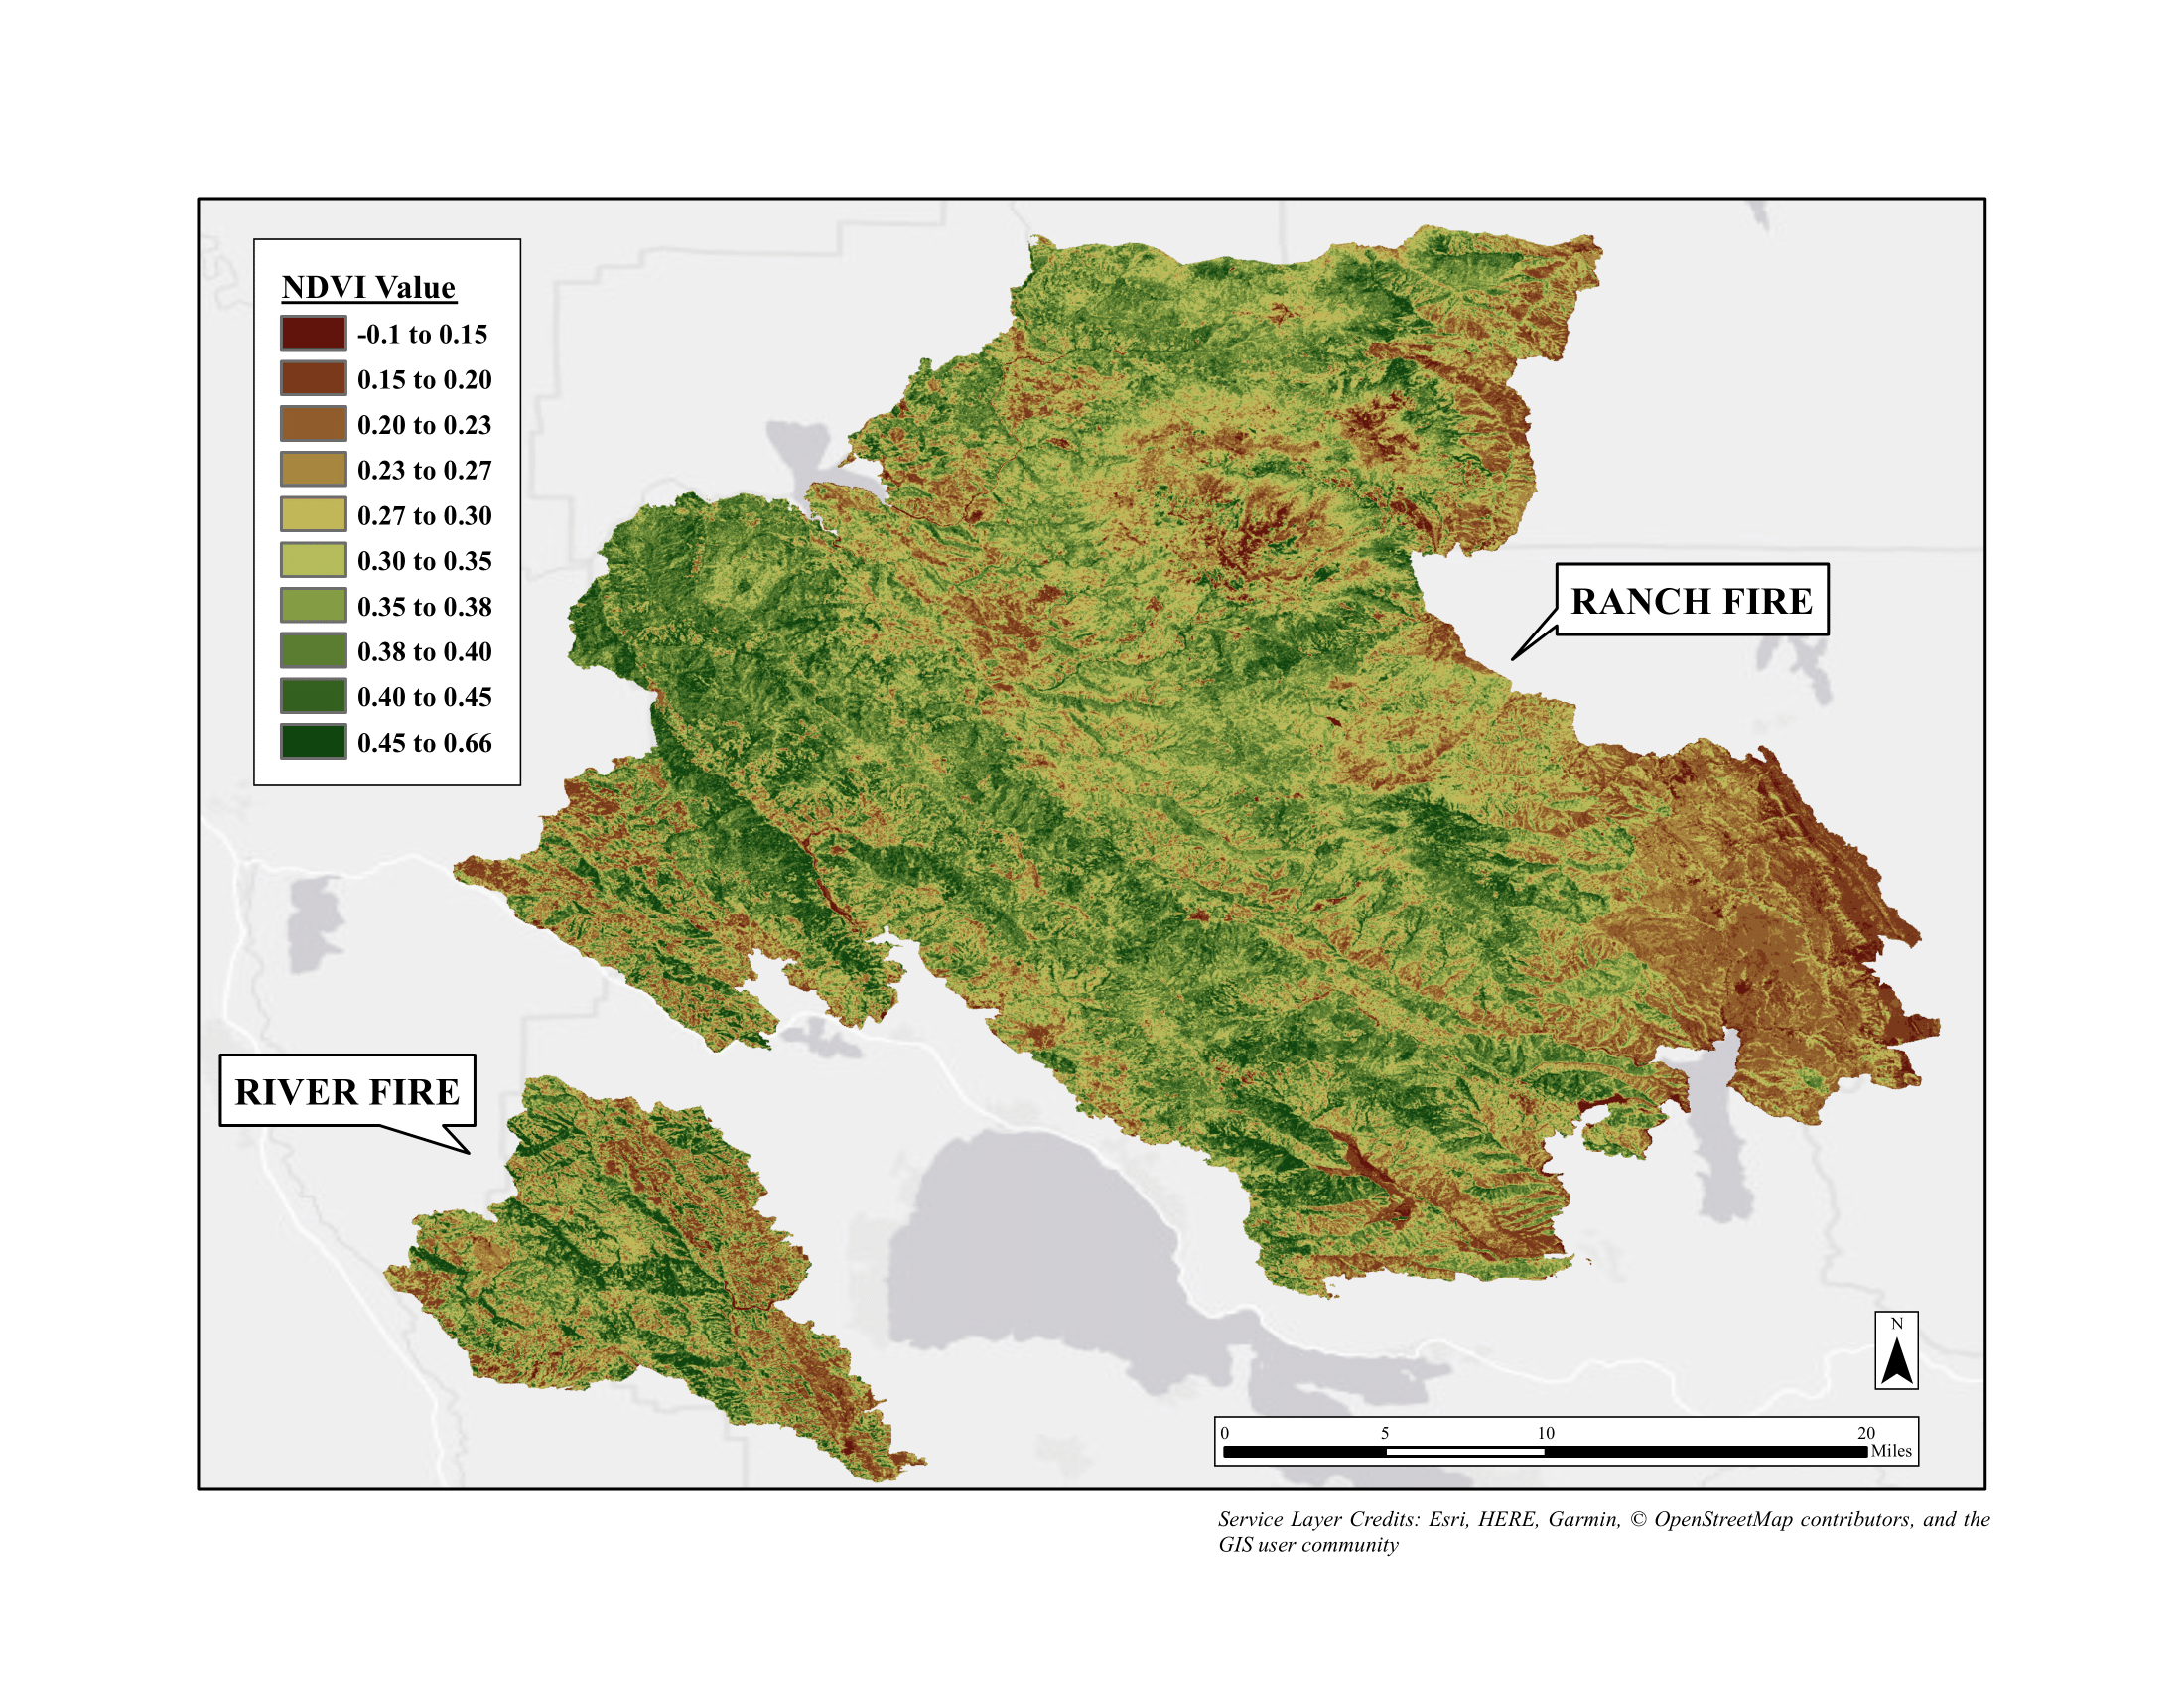 NDVI Value
-0.1 to 0.15
0.15 to 0.20
0.20 to 0.23
0.23 to 0.27
0.27 to 0.30
0.30 to 0.35
0.35 to 0.38
0.38 to 0.40
0.40 to 0.45
0.45 to 0.66
RANCH FIRE
RIVER FIRE
N
0 5 10 20
Miles
Service Layer Credits: Esri, HERE, Garmin, © OpenStreetMap contributors, and the
GIS user community